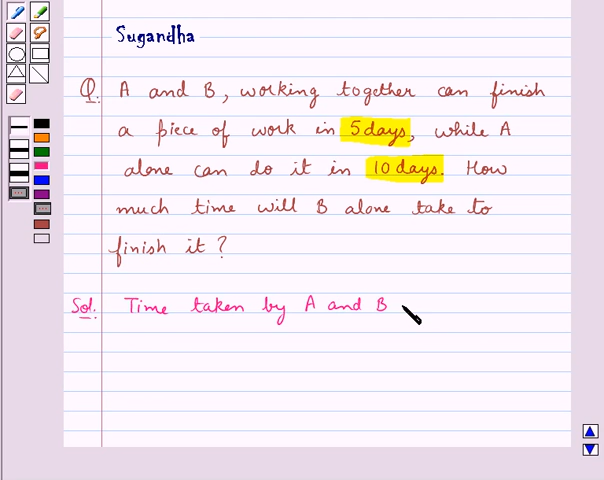 Sugandha
Q. A and B, working together can finish
a piece of work in 5 days, while A
alone can do it in 10 days. How
much time will B alone take to
finish it?
Sol. Time taken by A and B